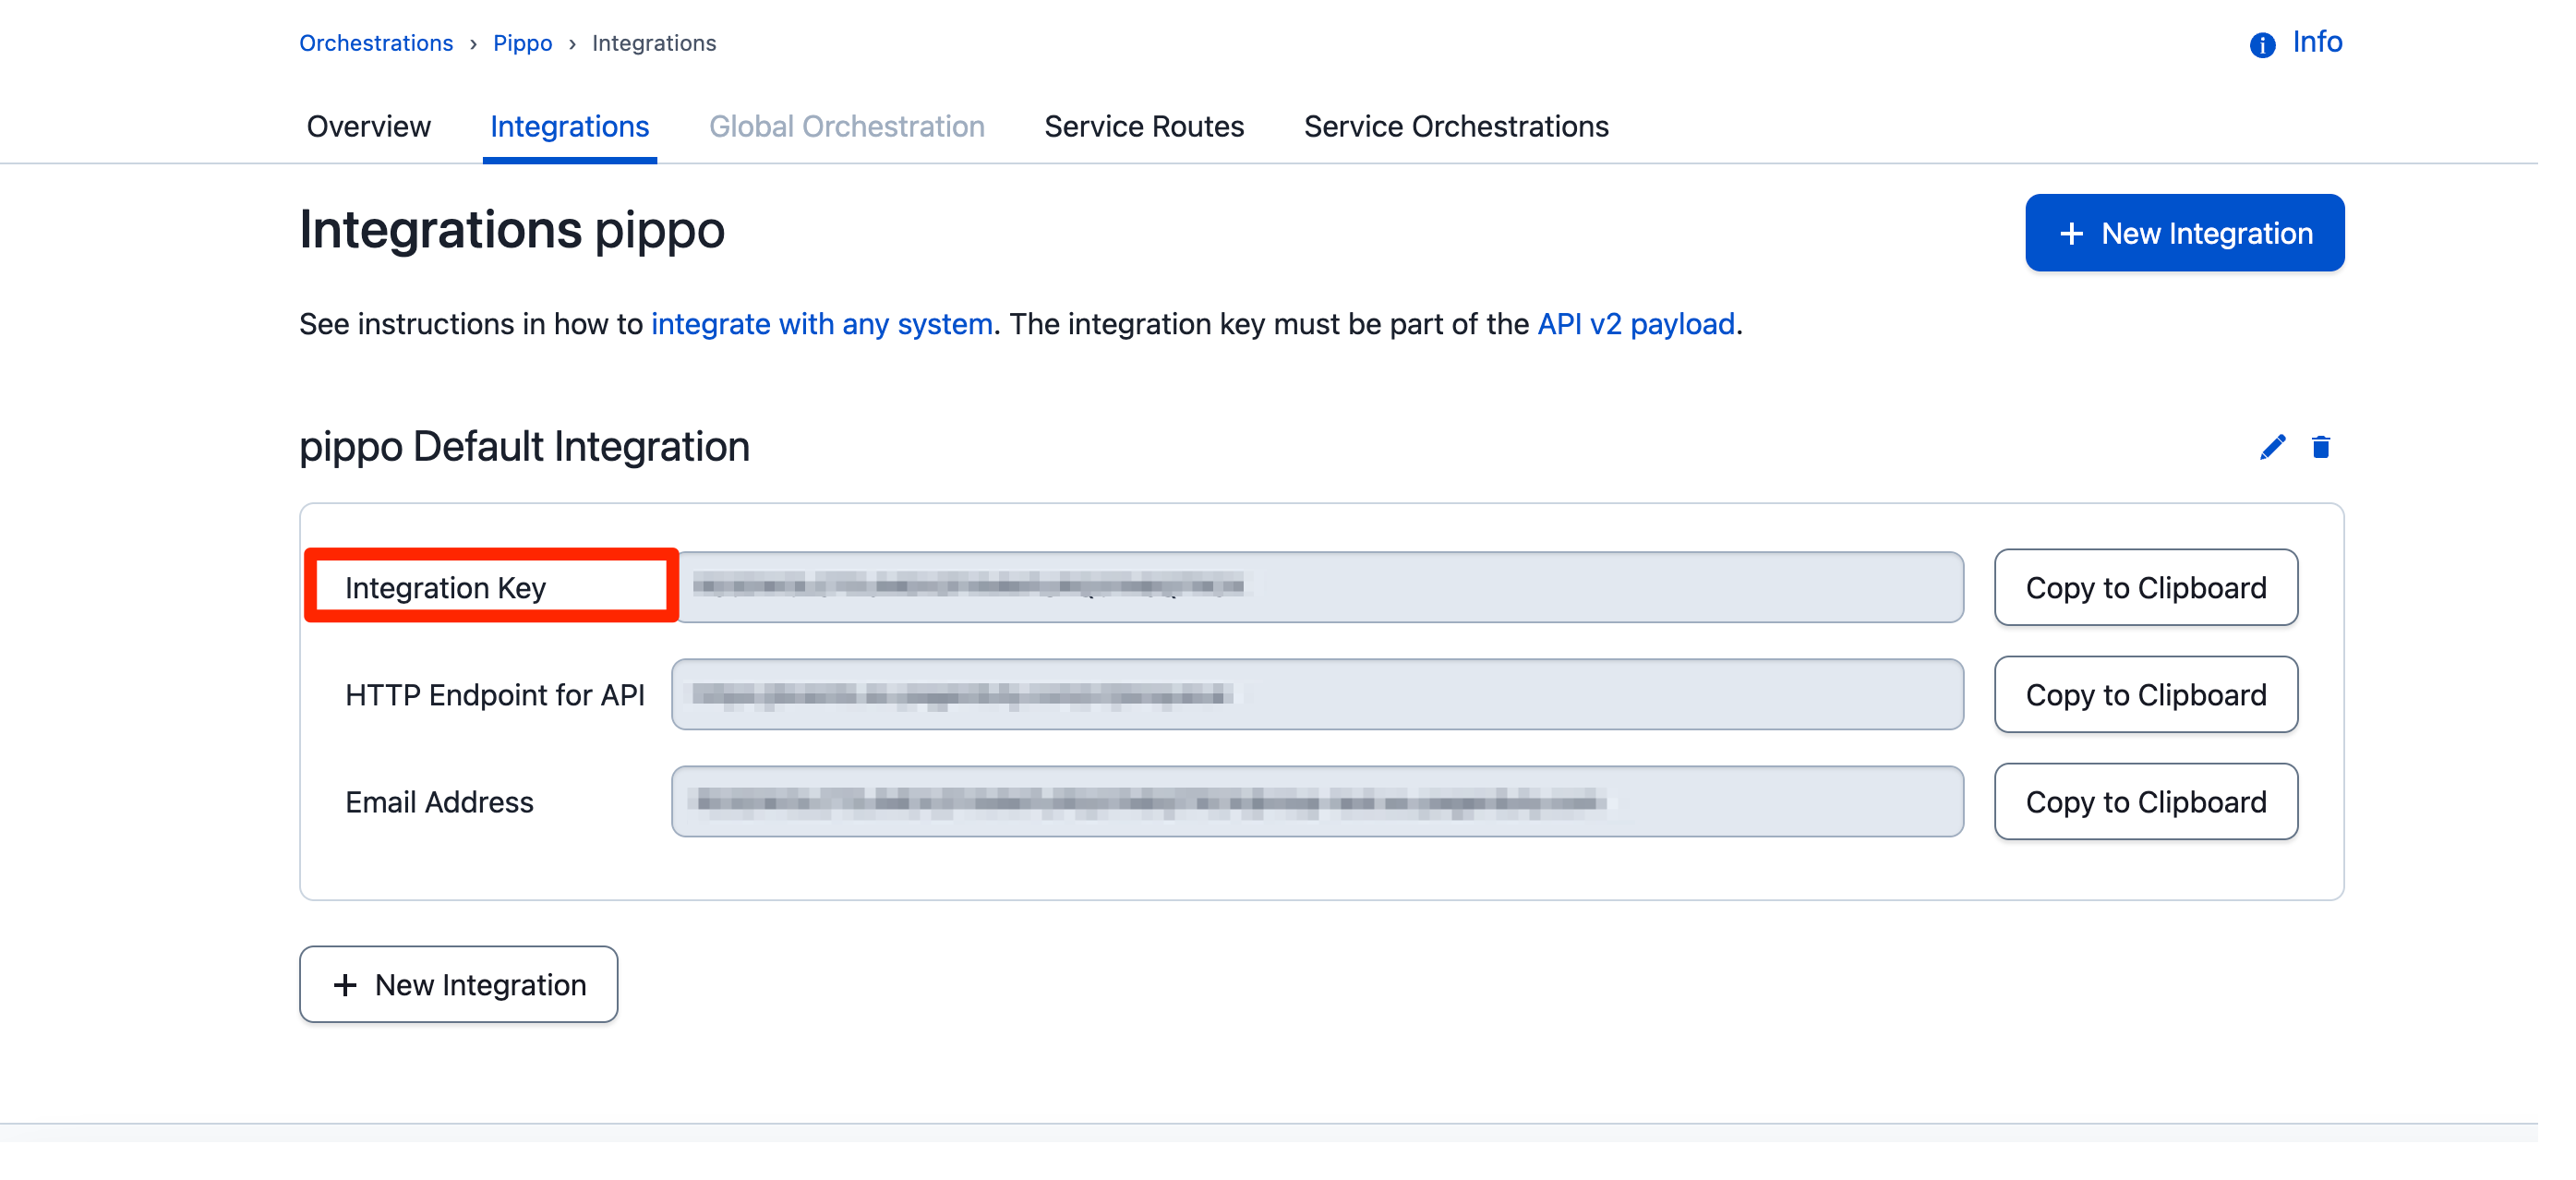 Orchestrations › Pippo › Integrations
Info
Overview Integrations Global Orchestration Service Routes Service Orchestrations
Integrations pippo
+ New Integration
See instructions in how to integrate with any system. The integration key must be part of the API v2 payload.
pippo Default Integration
Integration Key
Copy to Clipboard
HTTP Endpoint for API
Copy to Clipboard
Email Address
Copy to Clipboard
+ New Integration